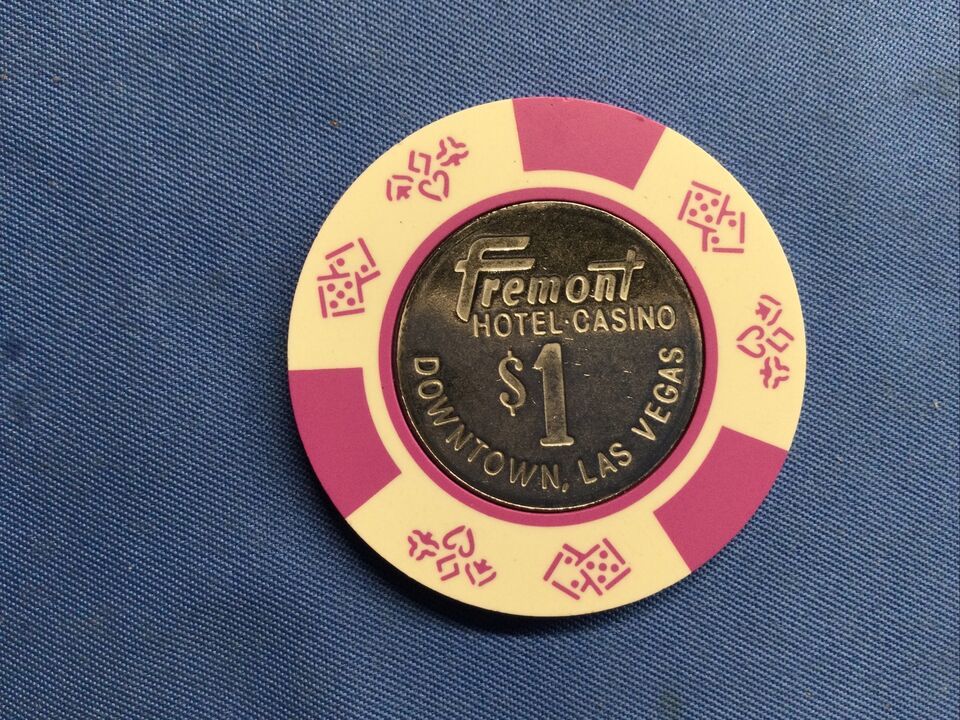 Fremont
HOTEL·CASINO
$1
DOWNTOWN, LAS VEGAS